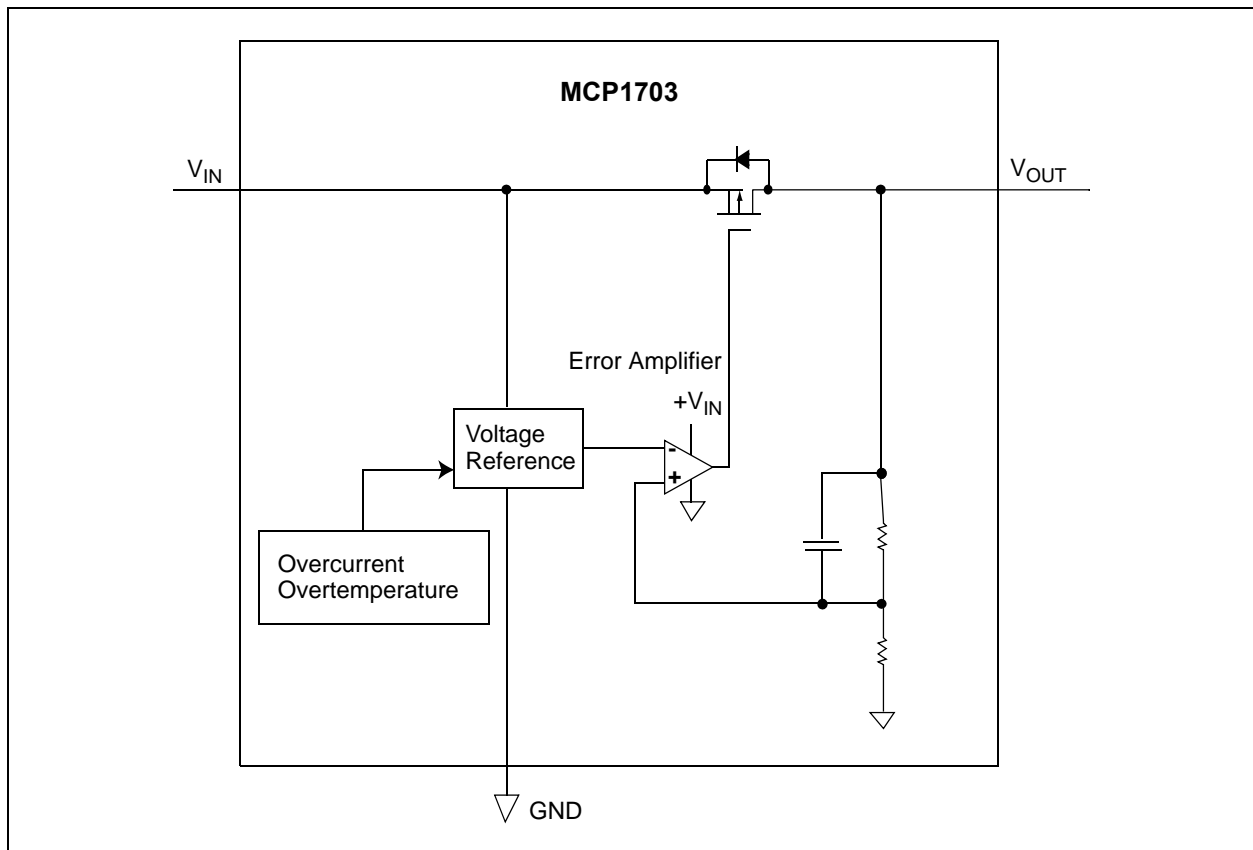 MCP1703
VIN
VOUT
Error Amplifier
+VIN
Voltage
Reference
-
+
Overcurrent
Overtemperature
GND